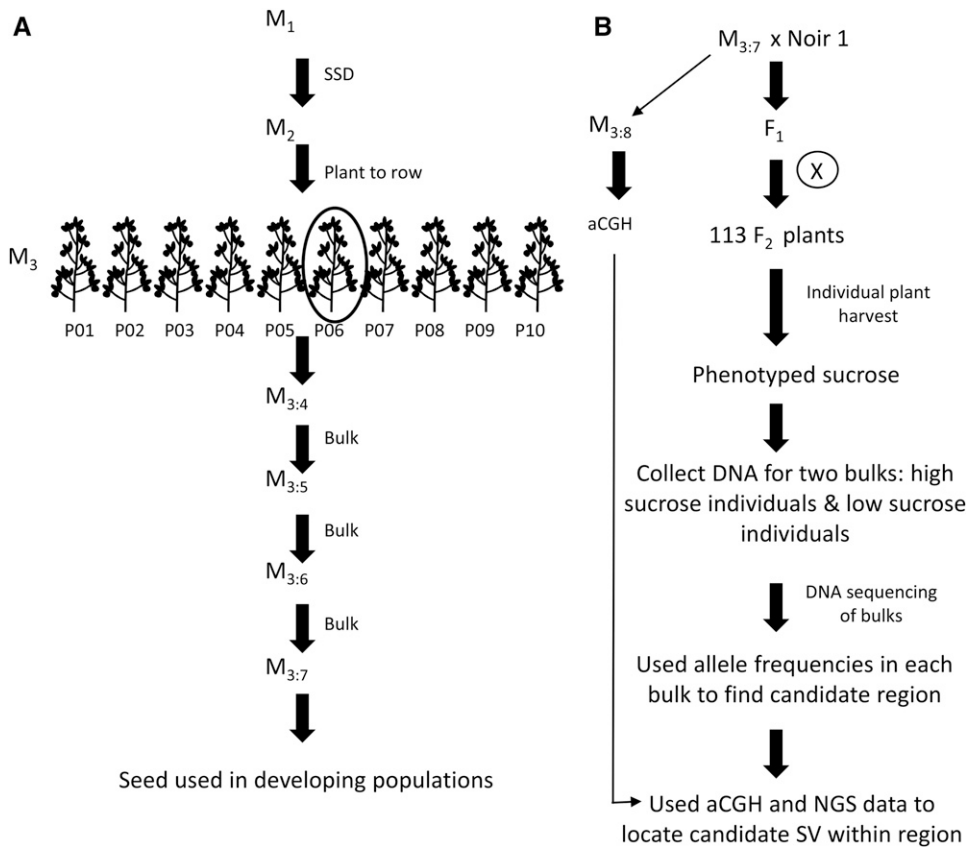 A
M1
SSD
M2
Plant to row
M3
P01 P02 P03 P04 P05 P06 P07 P08 P09 P10
M3:4
Bulk
M3:5
Bulk
M3:6
Bulk
M3:7
Seed used in developing populations
B
M3:7 x Noir 1
M3:8
F1
X
aCGH
113 F2 plants
Individual plant
harvest
Phenotyped sucrose
Collect DNA for two bulks: high
sucrose individuals & low sucrose
individuals
DNA sequencing
of bulks
Used allele frequencies in each
bulk to find candidate region
Used aCGH and NGS data to
locate candidate SV within region